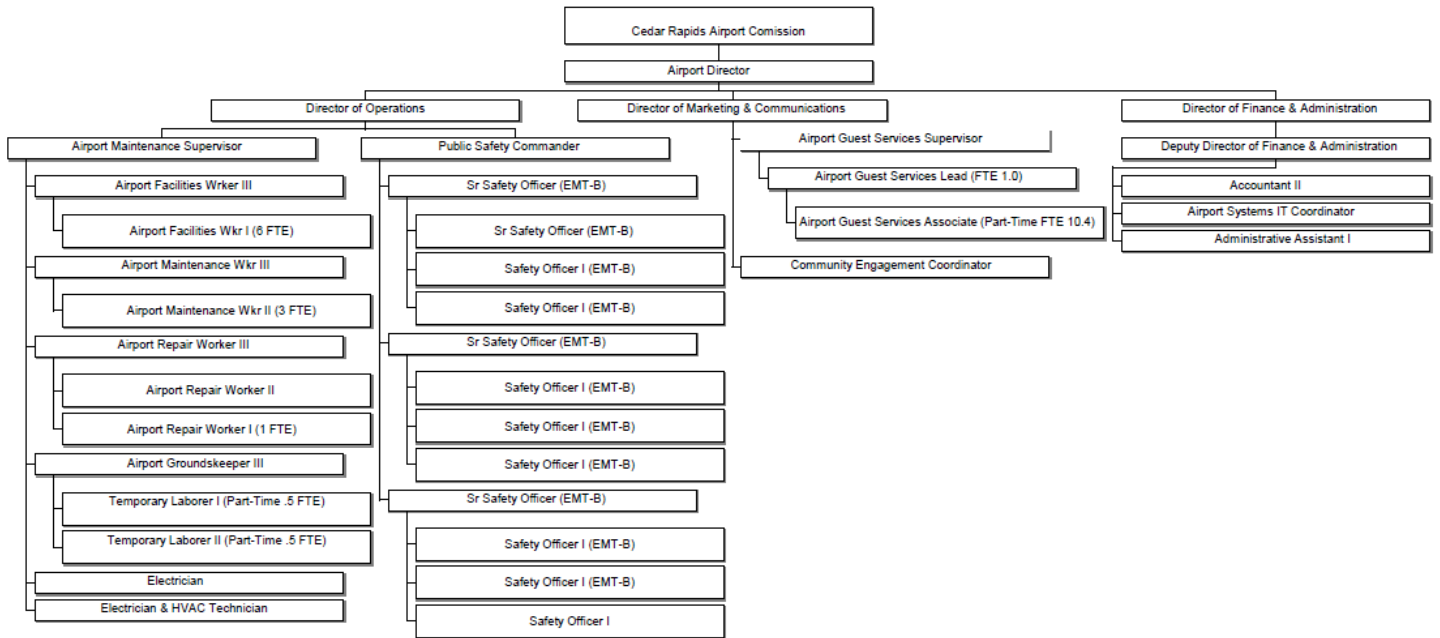 Cedar Rapids Airport Comission
Airport Director
Director of Operations
Director of Marketing & Communications
Director of Finance & Administration
Airport Maintenance Supervisor
Public Safety Commander
Airport Guest Services Supervisor
Deputy Director of Finance & Administration
Airport Facilities Wrker III
Airport Facilities Wkr I (6 FTE)
Airport Maintenance Wkr III
Airport Maintenance Wkr II (3 FTE)
Airport Repair Worker III
Airport Repair Worker II
Airport Repair Worker I (1 FTE)
Airport Groundskeeper III
Temporary Laborer I (Part-Time .5 FTE)
Temporary Laborer II (Part-Time .5 FTE)
Electrician
Electrician & HVAC Technician
Sr Safety Officer (EMT-B)
Sr Safety Officer (EMT-B)
Safety Officer I (EMT-B)
Safety Officer I (EMT-B)
Sr Safety Officer (EMT-B)
Safety Officer I (EMT-B)
Safety Officer I (EMT-B)
Safety Officer I (EMT-B)
Sr Safety Officer (EMT-B)
Safety Officer I (EMT-B)
Safety Officer I (EMT-B)
Safety Officer I
Airport Guest Services Lead (FTE 1.0)
Airport Guest Services Associate (Part-Time FTE 10.4)
Community Engagement Coordinator
Accountant II
Airport Systems IT Coordinator
Administrative Assistant I